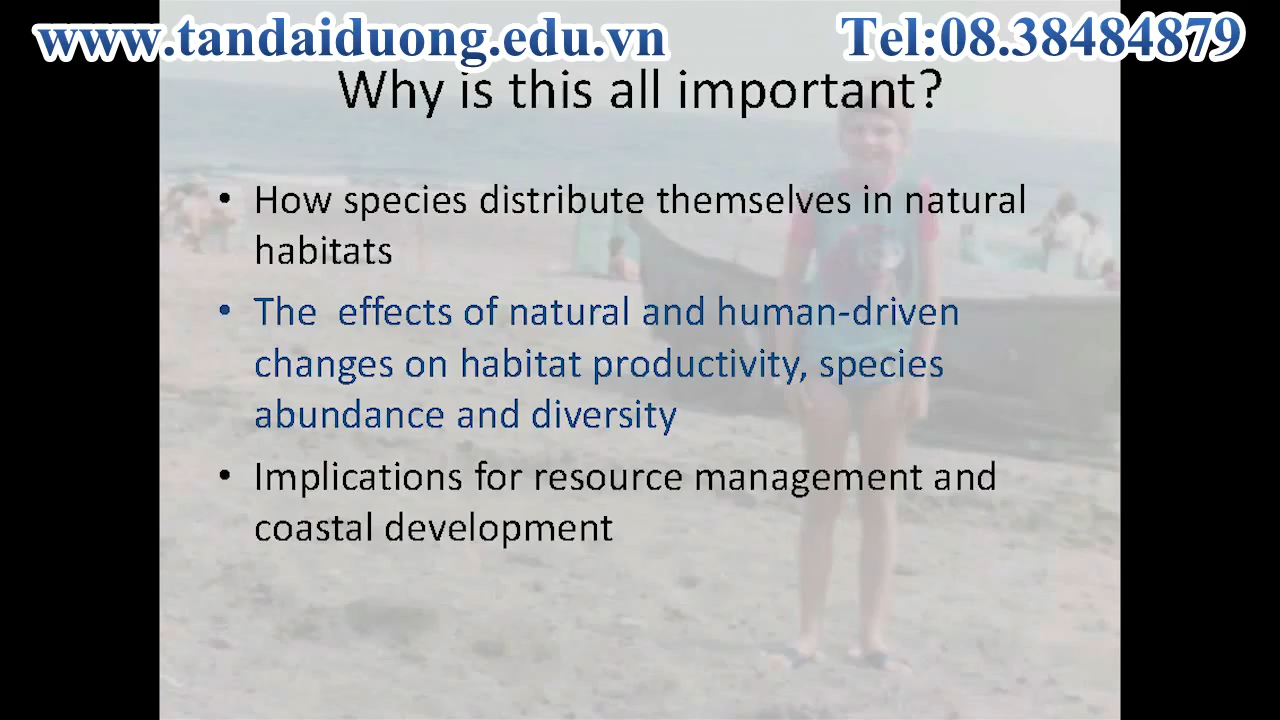 www.tandaiduong.edu.vn Tel:08.38484879
Why is this all important?
• How species distribute themselves in natural
habitats
• The effects of natural and human-driven
changes on habitat productivity, species
abundance and diversity
• Implications for resource management and
coastal development